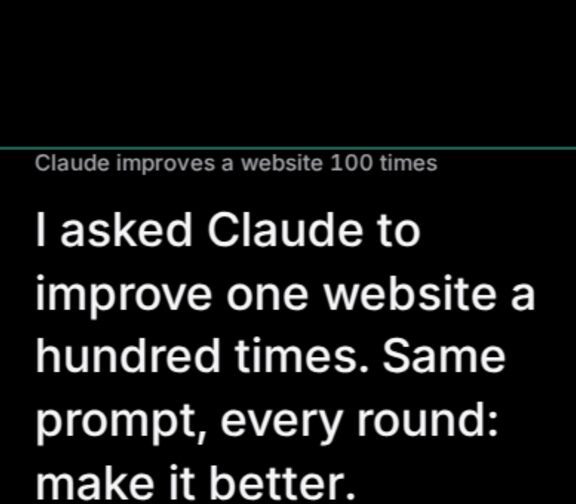 Claude improves a website 100 times
I asked Claude to
improve one website a
hundred times. Same
prompt, every round:
make it better.